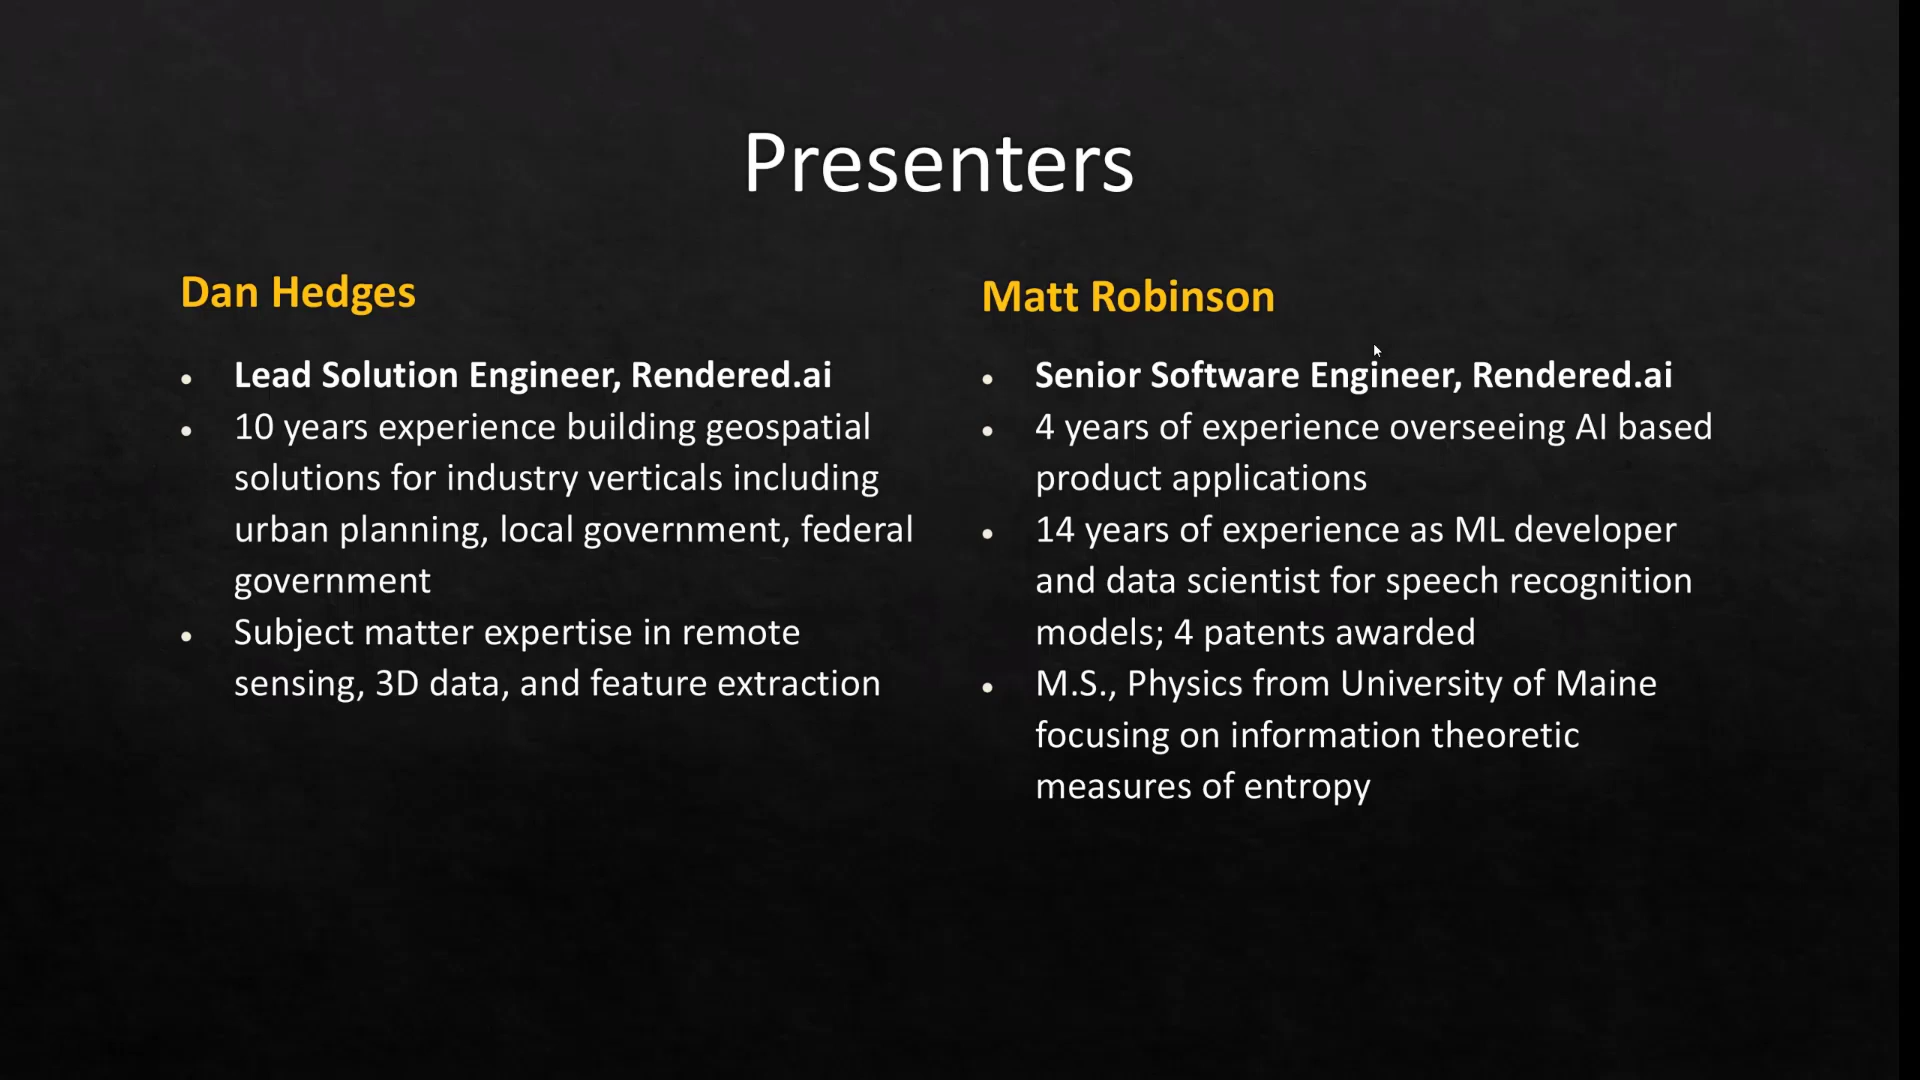 Presenters
Dan Hedges
• Lead Solution Engineer, Rendered.ai
• 10 years experience building geospatial
solutions for industry verticals including
urban planning, local government, federal
government
• Subject matter expertise in remote
sensing, 3D data, and feature extraction
Matt Robinson
• Senior Software Engineer, Rendered.ai
• 4 years of experience overseeing AI based
product applications
• 14 years of experience as ML developer
and data scientist for speech recognition
models; 4 patents awarded
• M.S., Physics from University of Maine
focusing on information theoretic
measures of entropy